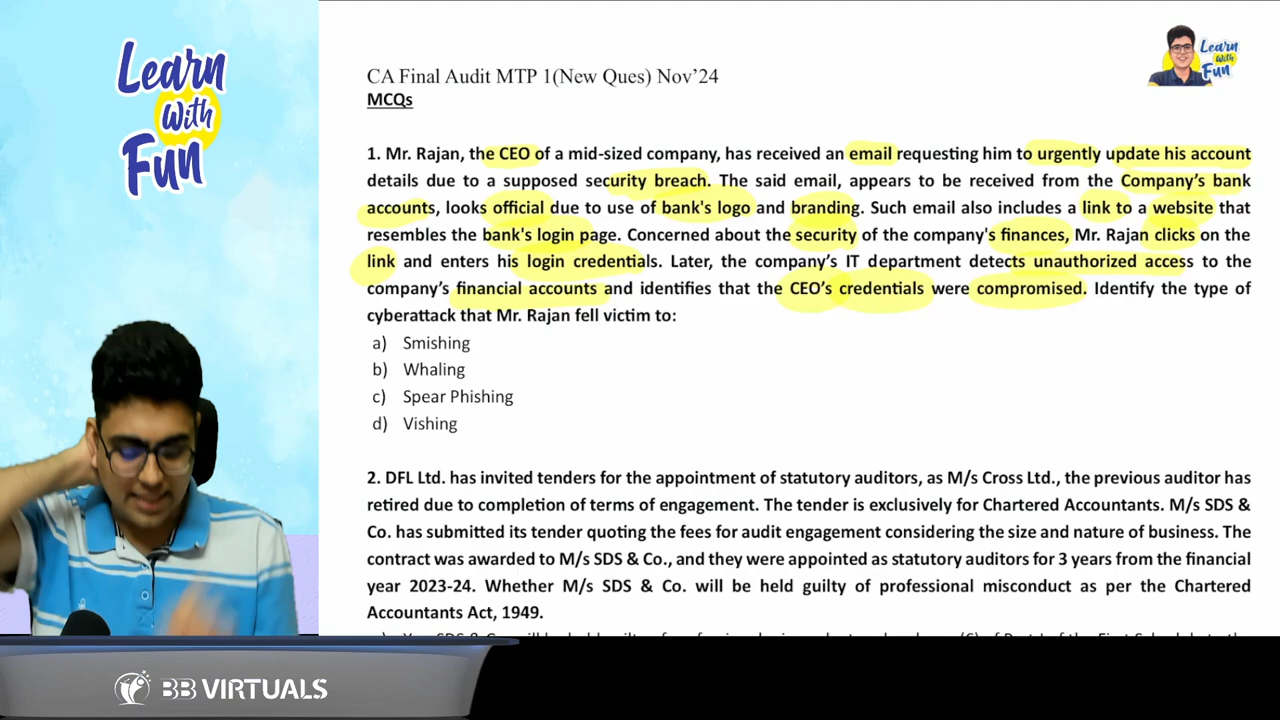 Learn
With
Fun
Learn
With
Fun
CA Final Audit MTP 1(New Ques) Nov’24
MCQs
1. Mr. Rajan, the CEO of a mid-sized company, has received an email requesting him to urgently update his account
details due to a supposed security breach. The said email, appears to be received from the Company’s bank
accounts, looks official due to use of bank's logo and branding. Such email also includes a link to a website that
resembles the bank's login page. Concerned about the security of the company's finances, Mr. Rajan clicks on the
link and enters his login credentials. Later, the company’s IT department detects unauthorized access to the
company’s financial accounts and identifies that the CEO’s credentials were compromised. Identify the type of
cyberattack that Mr. Rajan fell victim to:
a) Smishing
b) Whaling
c) Spear Phishing
d) Vishing
2. DFL Ltd. has invited tenders for the appointment of statutory auditors, as M/s Cross Ltd., the previous auditor has
retired due to completion of terms of engagement. The tender is exclusively for Chartered Accountants. M/s SDS &
Co. has submitted its tender quoting the fees for audit engagement considering the size and nature of business. The
contract was awarded to M/s SDS & Co., and they were appointed as statutory auditors for 3 years from the financial
year 2023-24. Whether M/s SDS & Co. will be held guilty of professional misconduct as per the Chartered
Accountants Act, 1949.
BB VIRTUALS